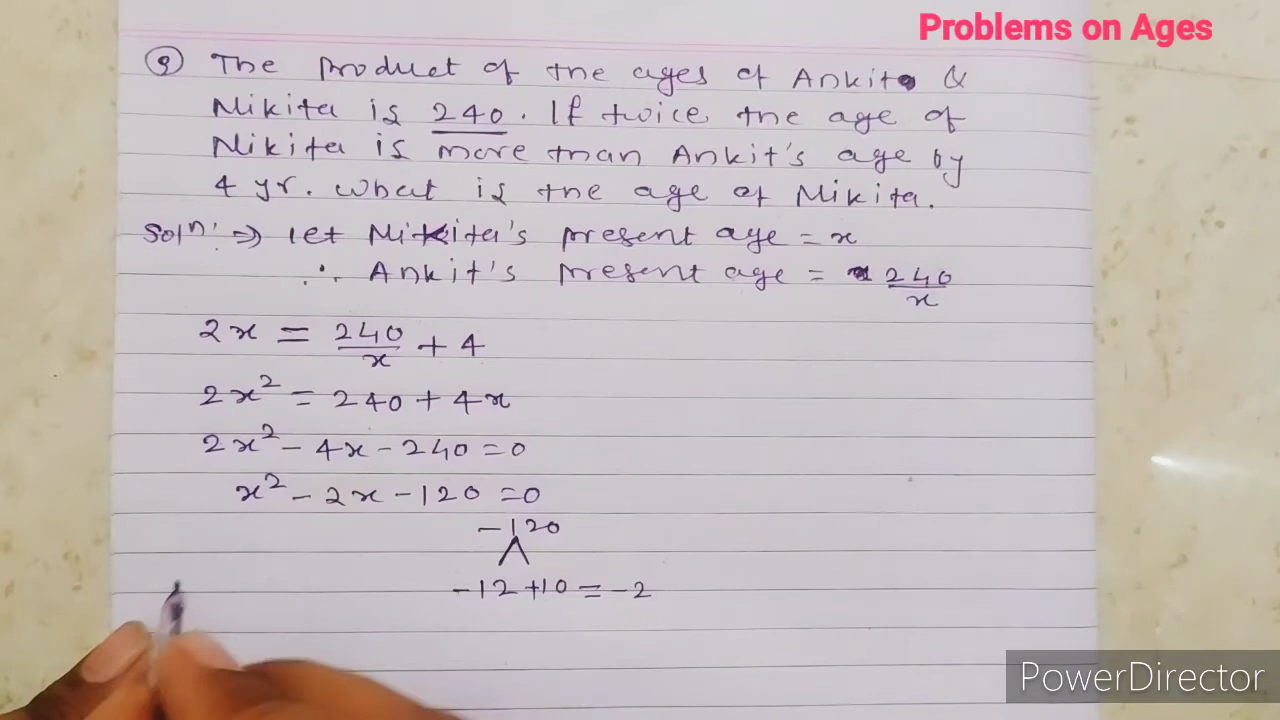 Problems on Ages
9) The product of the ages of Ankit &
Nikita is 240. If twice the age of
Nikita is more than Ankit's age by
4 yr. what is the age of Nikita.
Solⁿ: ⇒ let Nikita's present age = x
∴ Ankit's present age = 240/x
2x = 240/x + 4
2x² = 240 + 4x
2x² - 4x - 240 = 0
x² - 2x - 120 = 0
-120
-12 +10 = -2
PowerDirector